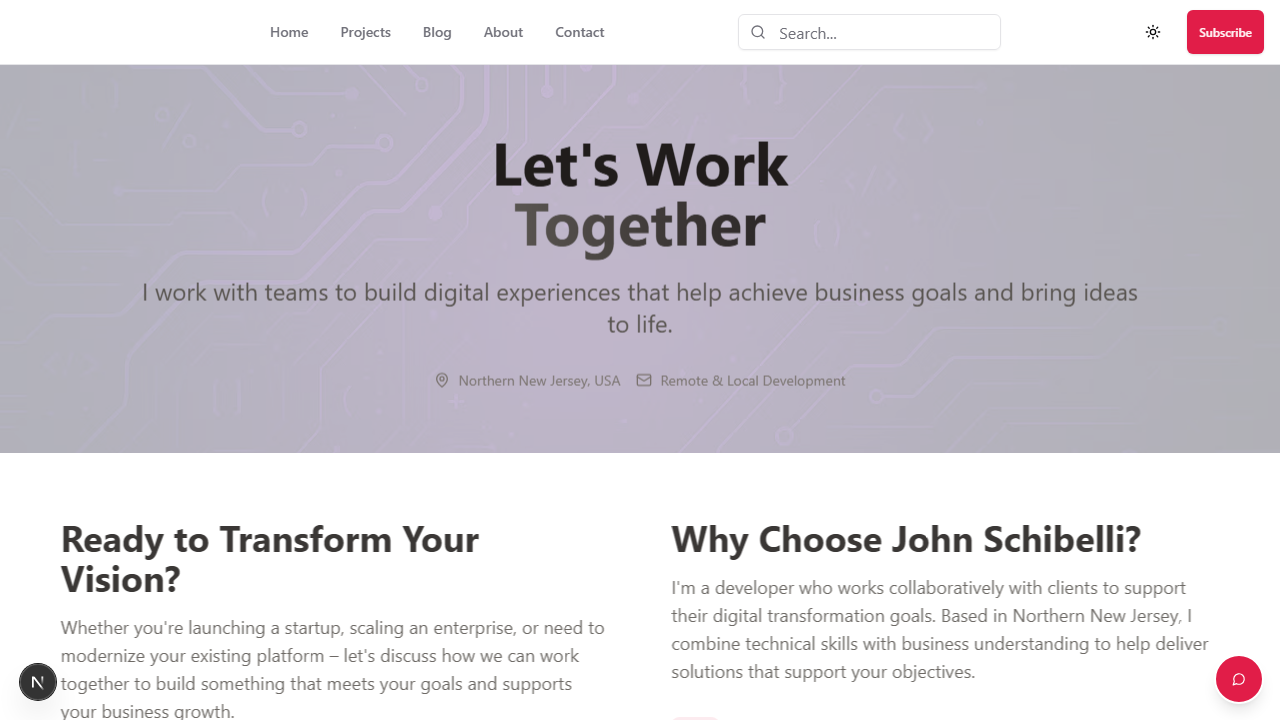 Home Projects Blog About Contact Search... Subscribe
Let's Work
Together
I work with teams to build digital experiences that help achieve business goals and bring ideas
to life.
Northern New Jersey, USA Remote & Local Development
Ready to Transform Your
Vision?
Whether you're launching a startup, scaling an enterprise, or need to
modernize your existing platform – let's discuss how we can work
together to build something that meets your goals and supports
your business growth.
Why Choose John Schibelli?
I'm a developer who works collaboratively with clients to support
their digital transformation goals. Based in Northern New Jersey, I
combine technical skills with business understanding to help deliver
solutions that support your objectives.
N